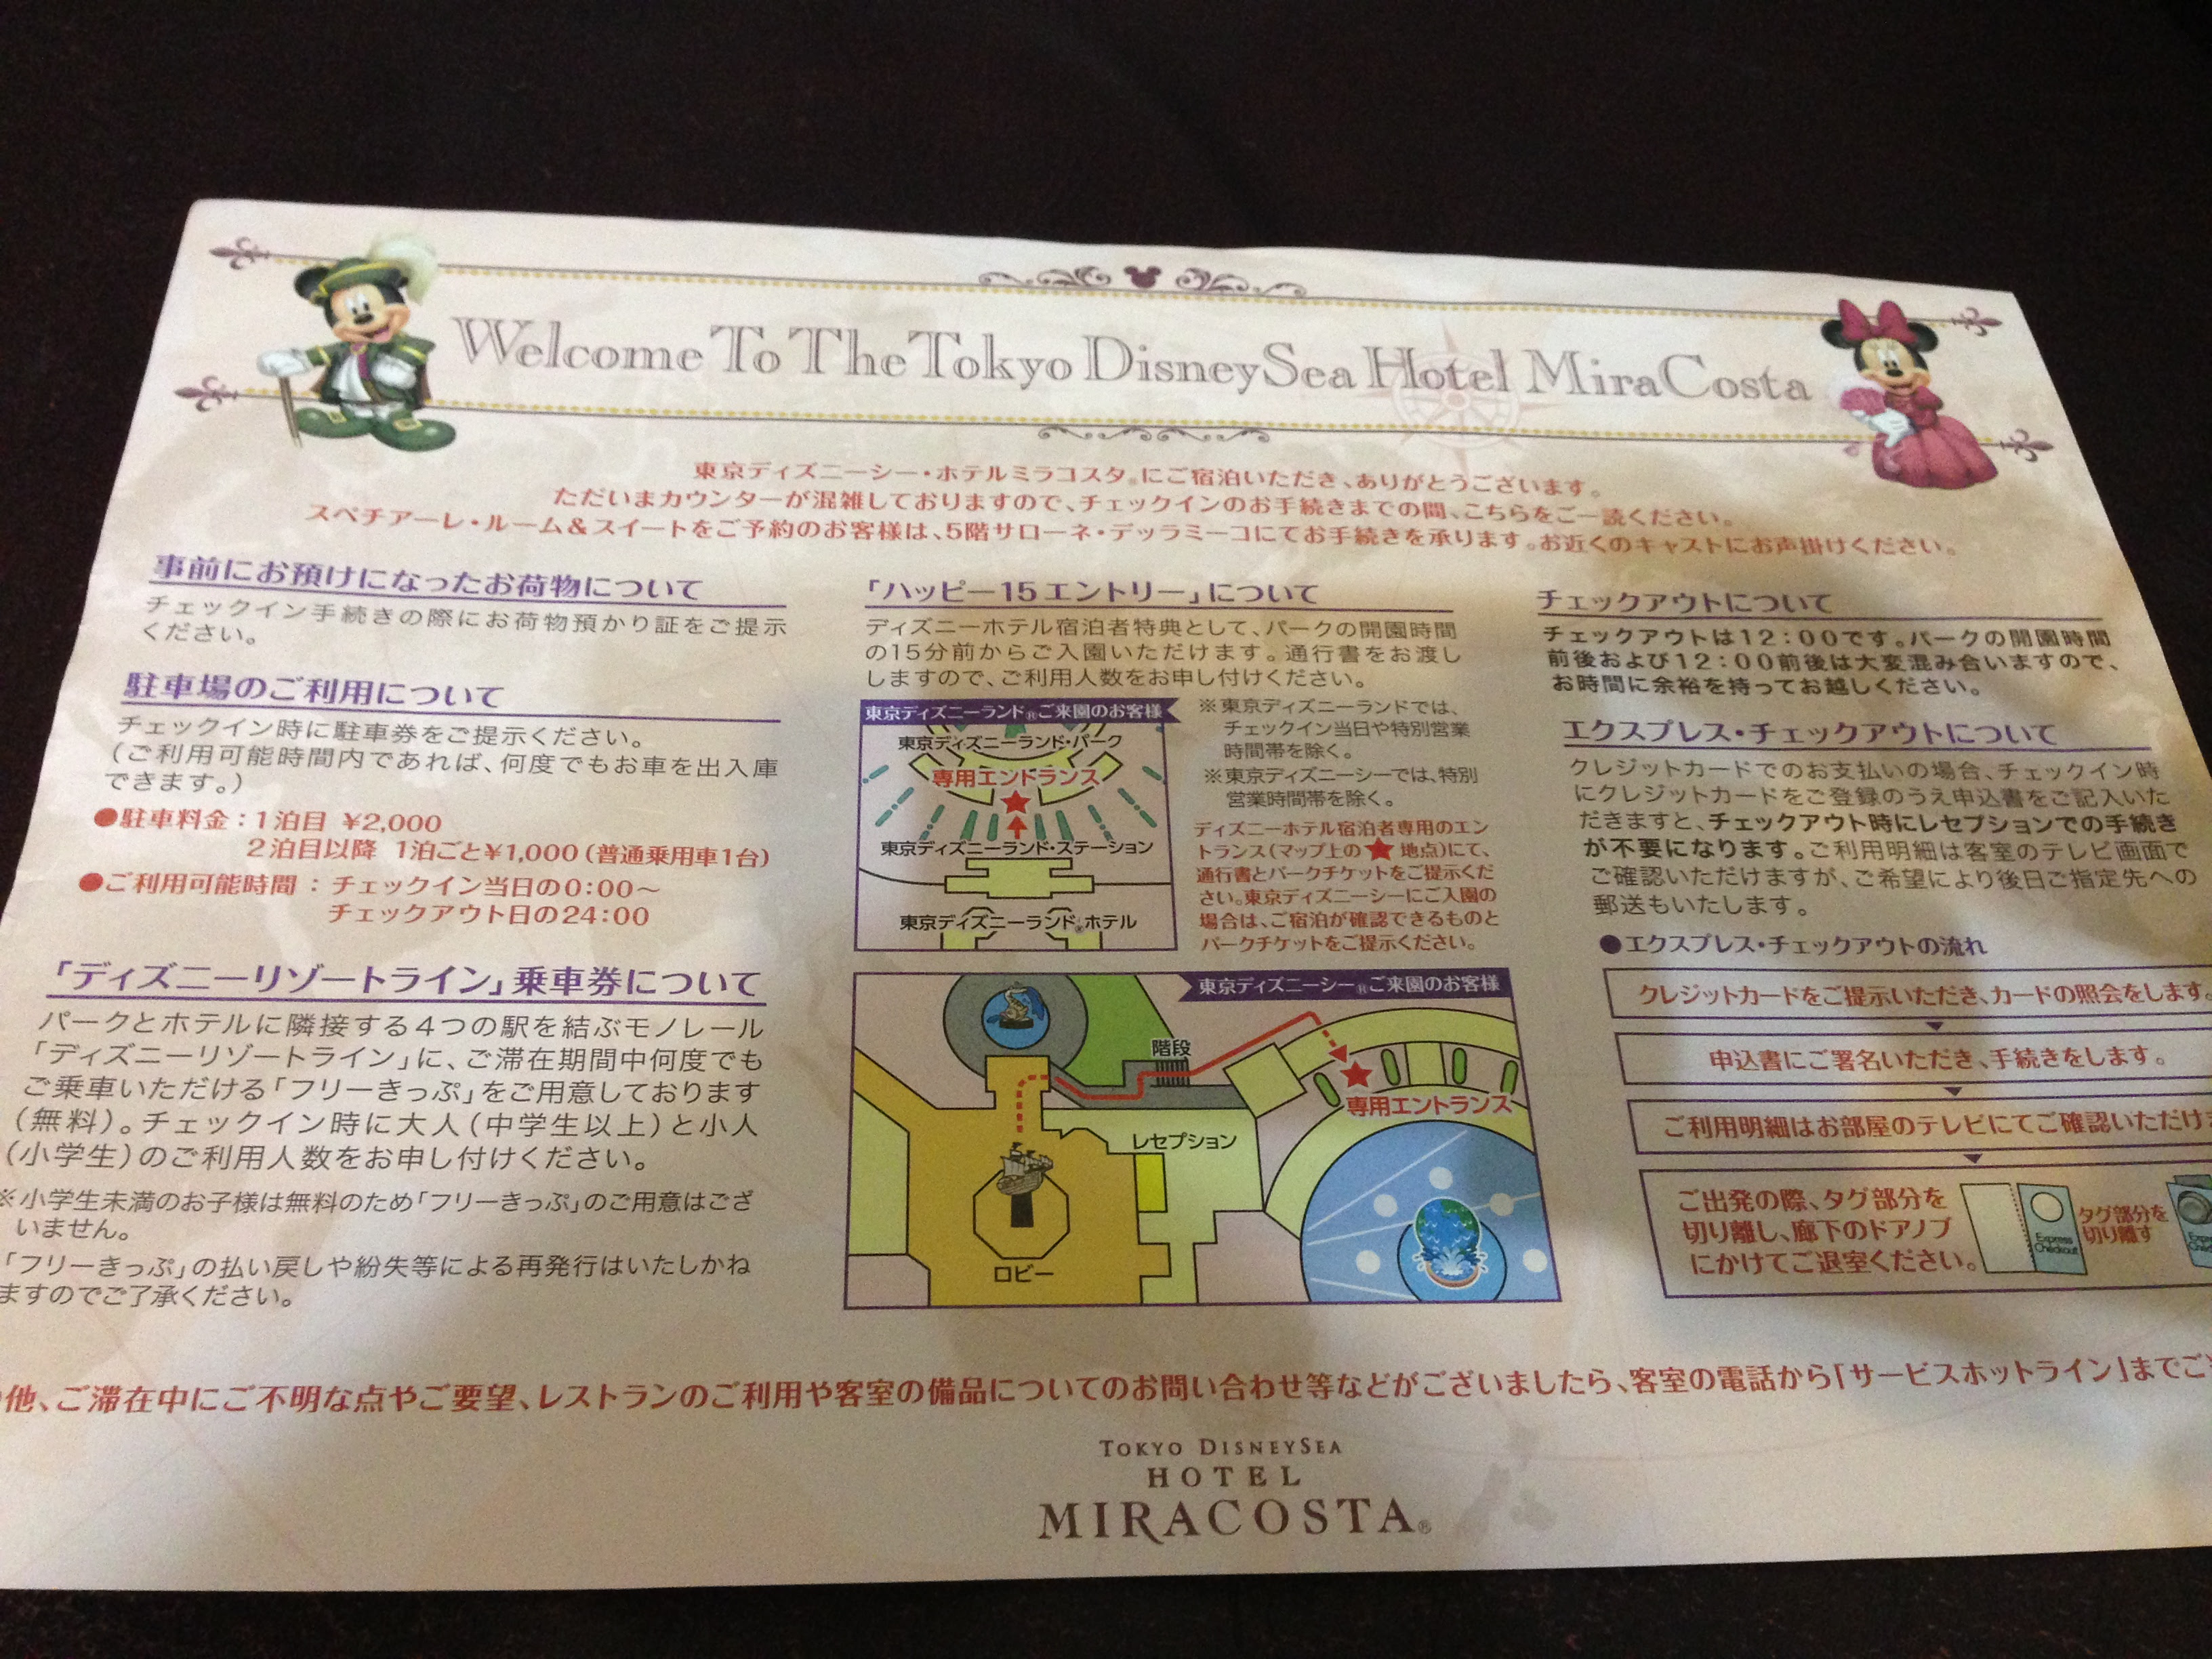 Welcome To The Tokyo DisneySea Hotel MiraCosta
東京ディズニーシー・ホテルミラコスタ®にご宿泊いただき、ありがとうございます。
ただいまカウンターが混雑しておりますので、チェックインのお手続きまでの間、こちらをご一読ください。
スペチアーレ・ルーム&スイートをご予約のお客様は、5階サローネ・デッラミーコにてお手続きを承ります。お近くのキャストにお声掛けください。
事前にお預けになったお荷物について
チェックイン手続きの際にお荷物預かり証をご提示
ください。
駐車場のご利用について
チェックイン時に駐車券をご提示ください。
(ご利用可能時間内であれば、何度でもお車を出入庫
できます。)
●駐車料金:1泊目 ¥2,000
2泊目以降 1泊ごと¥1,000(普通乗用車1台)
●ご利用可能時間:チェックイン当日の0:00~
チェックアウト日の24:00
「ディズニーリゾートライン」乗車券について
パークとホテルに隣接する4つの駅を結ぶモノレール
「ディズニーリゾートライン」に、ご滞在期間中何度でも
ご乗車いただける「フリーきっぷ」をご用意しております
(無料)。チェックイン時に大人(中学生以上)と小人
(小学生)のご利用人数をお申し付けください。
※小学生未満のお子様は無料のため「フリーきっぷ」のご用意はござ
いません。
「フリーきっぷ」の払い戻しや紛失等による再発行はいたしかね
ますのでご了承ください。
「ハッピー15エントリー」について
ディズニーホテル宿泊者特典として、パークの開園時間
の15分前からご入園いただけます。通行書をお渡し
しますので、ご利用人数をお申し付けください。
東京ディズニーランド®ご来園のお客様
東京ディズニーランド・パーク
専用エントランス
東京ディズニーランド・ステーション
東京ディズニーランド®ホテル
※東京ディズニーランドでは、
チェックイン当日や特別営業
時間帯を除く。
※東京ディズニーシーでは、特別
営業時間帯を除く。
ディズニーホテル宿泊者専用のエン
トランス(マップ上の★地点)にて、
通行書とパークチケットをご提示くだ
さい。東京ディズニーシーにご入園の
場合は、ご宿泊が確認できるものと
パークチケットをご提示ください。
東京ディズニーシー®ご来園のお客様
階段
専用エントランス
レセプション
ロビー
チェックアウトについて
チェックアウトは12:00です。パークの開園時間
前後および12:00前後は大変混み合いますので、
お時間に余裕を持ってお越しください。
エクスプレス・チェックアウトについて
クレジットカードでのお支払いの場合、チェックイン時
にクレジットカードをご登録のうえ申込書をご記入いた
だきますと、チェックアウト時にレセプションでの手続き
が不要になります。ご利用明細は客室のテレビ画面で
ご確認いただけますが、ご希望により後日ご指定先への
郵送もいたします。
●エクスプレス・チェックアウトの流れ
クレジットカードをご提示いただき、カードの照会をします。
申込書にご署名いただき、手続きをします。
ご利用明細はお部屋のテレビにてご確認いただけ
ご出発の際、タグ部分を
切り離し、廊下のドアノブ
にかけてご退室ください。
Express
Checkout
タグ部分を
切り離す
他、ご滞在中にご不明な点やご要望、レストランのご利用や客室の備品についてのお問い合わせ等などがございましたら、客室の電話から「サービスホットライン」までご
TOKYO DISNEYSEA
HOTEL
MIRACOSTA®